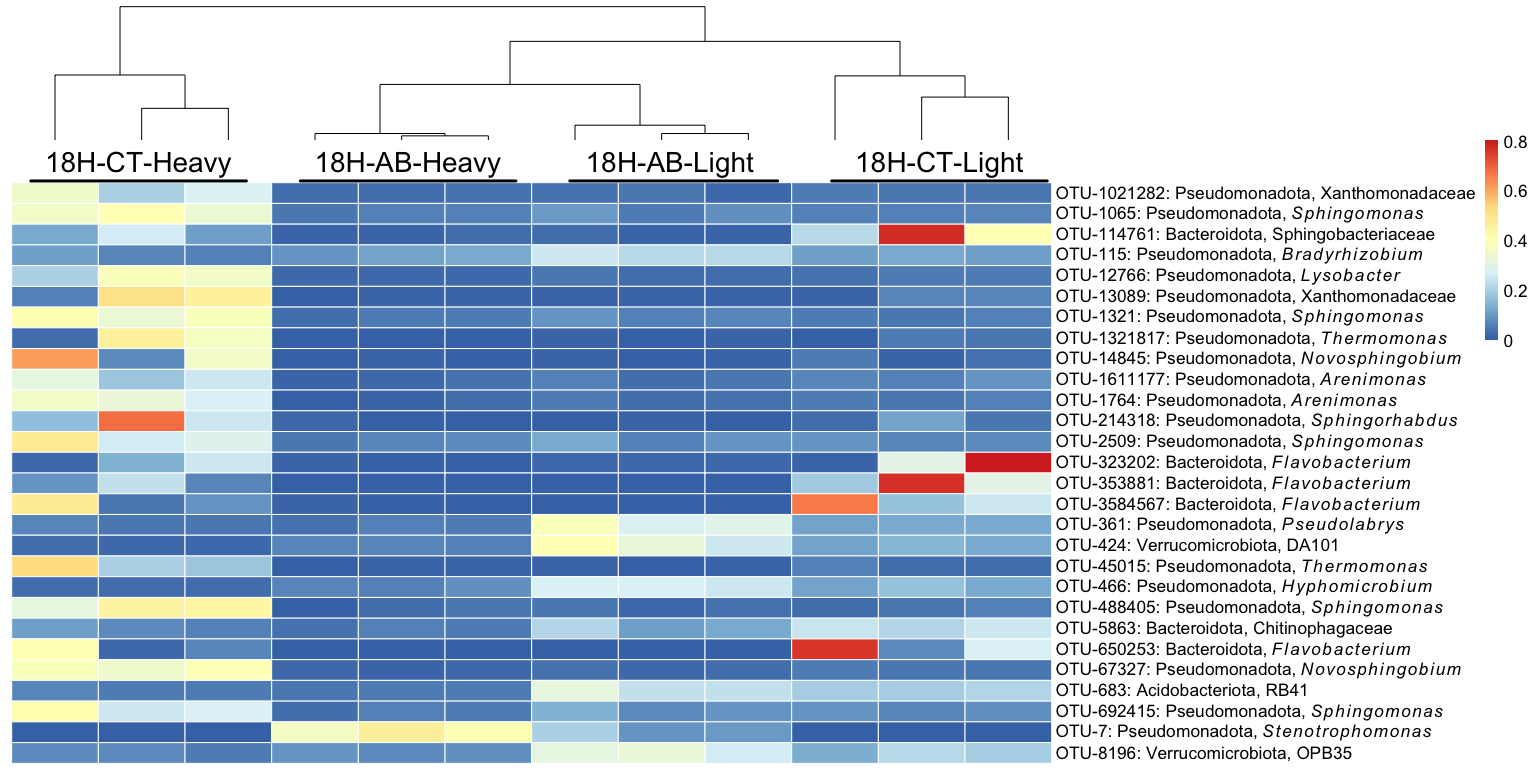 18H-CT-Heavy 18H-AB-Heavy 18H-AB-Light 18H-CT-Light
0.8
0.6
0.4
0.2
0
OTU-1021282: Pseudomonadota, Xanthomonadaceae
OTU-1065: Pseudomonadota, Sphingomonas
OTU-114761: Bacteroidota, Sphingobacteriaceae
OTU-115: Pseudomonadota, Bradyrhizobium
OTU-12766: Pseudomonadota, Lysobacter
OTU-13089: Pseudomonadota, Xanthomonadaceae
OTU-1321: Pseudomonadota, Sphingomonas
OTU-1321817: Pseudomonadota, Thermomonas
OTU-14845: Pseudomonadota, Novosphingobium
OTU-1611177: Pseudomonadota, Arenimonas
OTU-1764: Pseudomonadota, Arenimonas
OTU-214318: Pseudomonadota, Sphingorhabdus
OTU-2509: Pseudomonadota, Sphingomonas
OTU-323202: Bacteroidota, Flavobacterium
OTU-353881: Bacteroidota, Flavobacterium
OTU-3584567: Bacteroidota, Flavobacterium
OTU-361: Pseudomonadota, Pseudolabrys
OTU-424: Verrucomicrobiota, DA101
OTU-45015: Pseudomonadota, Thermomonas
OTU-466: Pseudomonadota, Hyphomicrobium
OTU-488405: Pseudomonadota, Sphingomonas
OTU-5863: Bacteroidota, Chitinophagaceae
OTU-650253: Bacteroidota, Flavobacterium
OTU-67327: Pseudomonadota, Novosphingobium
OTU-683: Acidobacteriota, RB41
OTU-692415: Pseudomonadota, Sphingomonas
OTU-7: Pseudomonadota, Stenotrophomonas
OTU-8196: Verrucomicrobiota, OPB35